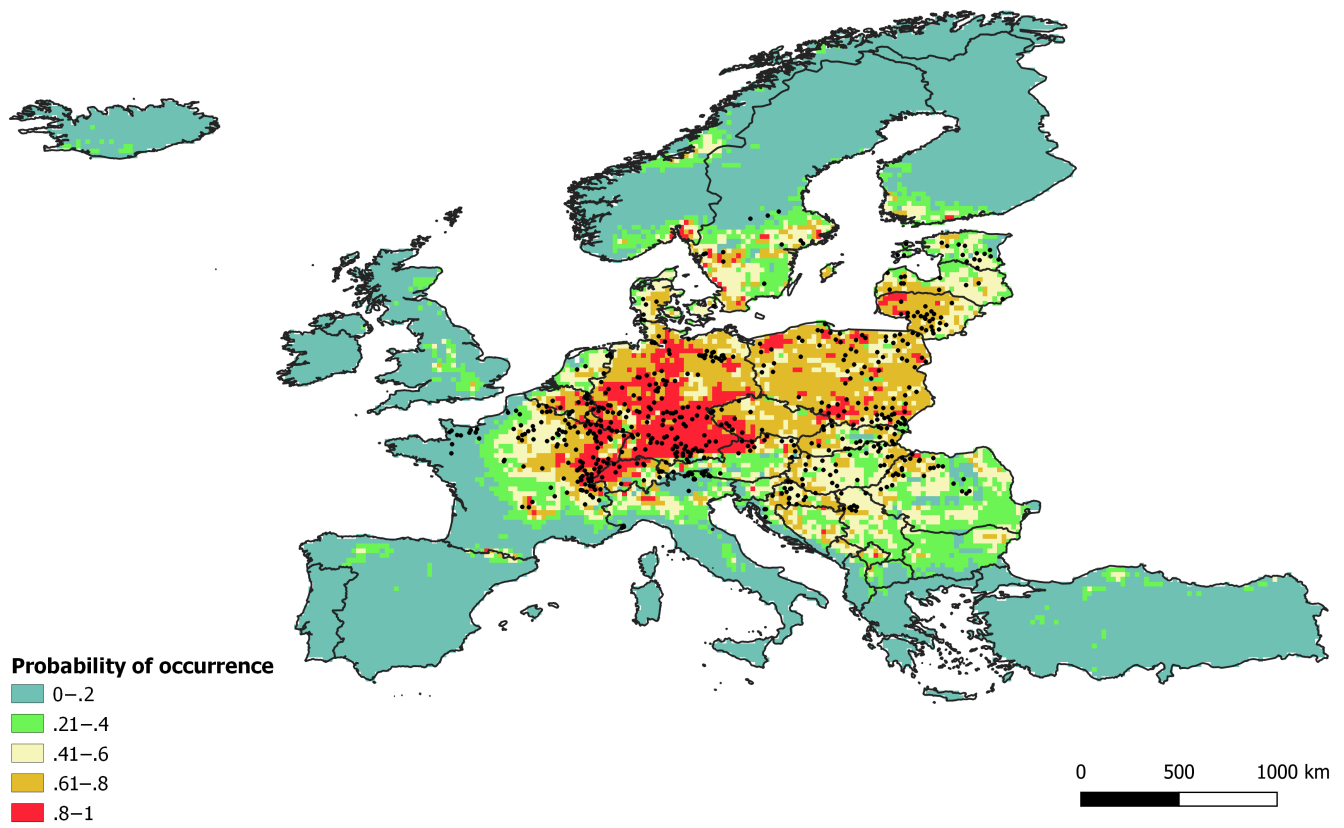 Probability of occurrence
0–.2
.21–.4
.41–.6
.61–.8
.8–1
0 500 1000 km